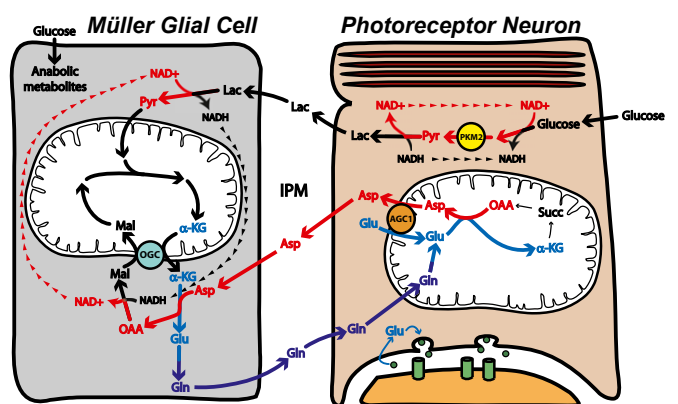 Müller Glial Cell
Photoreceptor Neuron
Glucose
Anabolic
metabolites
NAD+
Pyr
Lac
NADH
Lac
Lac
NAD+
NAD+
Pyr
PKM2
Glucose
Glucose
NADH
NADH
IPM
Mal
α-KG
OGC
Mal
α-KG
NAD+
NADH
Asp
OAA
Glu
Gln
Asp
Asp
Asp
OAA
Succ
AGC1
Glu
Glu
α-KG
Gln
Gln
Gln
Glu